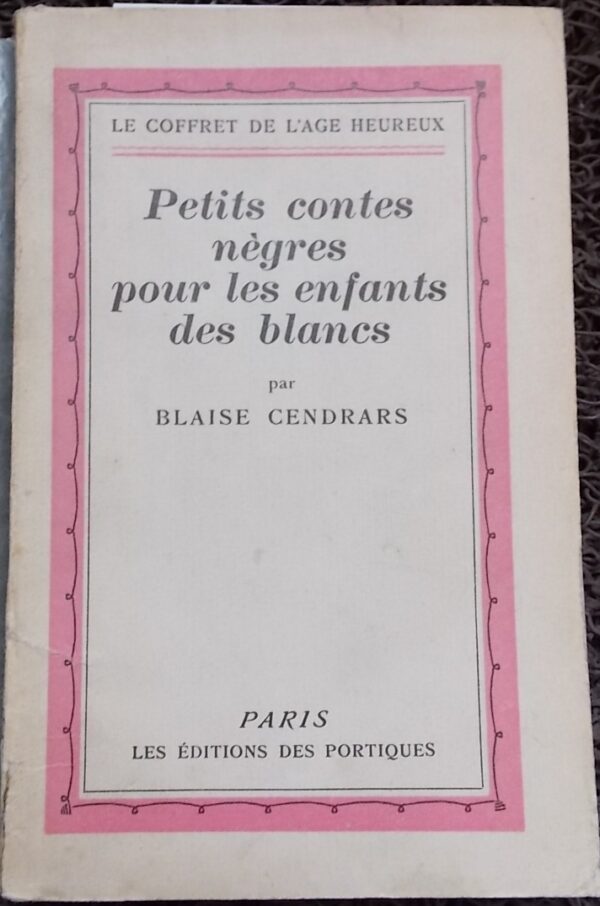 LE COFFRET DE L'AGE HEUREUX
Petits contes
nègres
pour les enfants
des blancs
par
BLAISE CENDRARS
PARIS
LES ÉDITIONS DES PORTIQUES